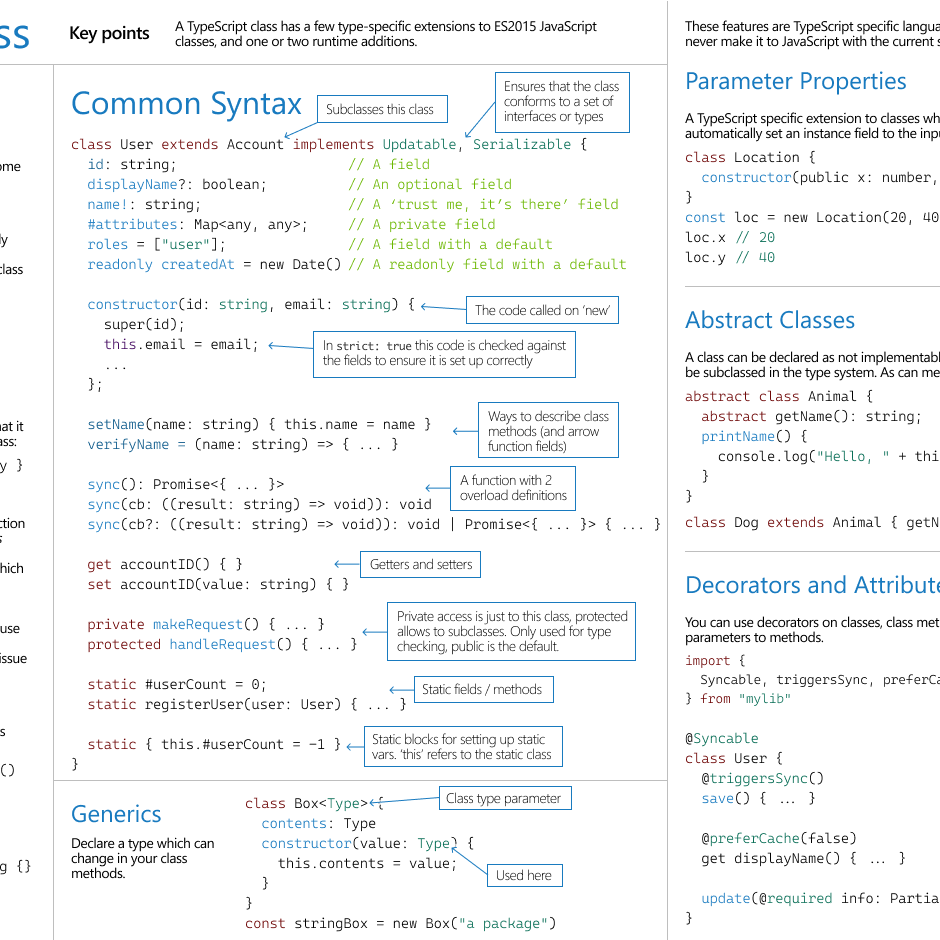 ss
Key points
A TypeScript class has a few type-specific extensions to ES2015 JavaScript
classes, and one or two runtime additions.
ome
dy
class
hat it
ass:
y }
ction
s
which
use
issue
s
()
g {}
Common Syntax
Subclasses this class
Ensures that the class
conforms to a set of
interfaces or types
class User extends Account implements Updatable, Serializable {
id: string; // A field
displayName?: boolean; // An optional field
name!: string; // A ‘trust me, it’s there’ field
#attributes: Map<any, any>; // A private field
roles = ["user"]; // A field with a default
readonly createdAt = new Date() // A readonly field with a default
constructor(id: string, email: string) {
The code called on ‘new’
super(id);
this.email = email;
In strict: true this code is checked against
the fields to ensure it is set up correctly
...
};
setName(name: string) { this.name = name }
verifyName = (name: string) => { ... }
Ways to describe class
methods (and arrow
function fields)
sync(): Promise<{ ... }>
sync(cb: ((result: string) => void)): void
sync(cb?: ((result: string) => void)): void | Promise<{ ... }> { ... }
A function with 2
overload definitions
get accountID() { }
set accountID(value: string) { }
Getters and setters
private makeRequest() { ... }
protected handleRequest() { ... }
Private access is just to this class, protected
allows to subclasses. Only used for type
checking, public is the default.
static #userCount = 0;
static registerUser(user: User) { ... }
Static fields / methods
static { this.#userCount = -1 }
Static blocks for setting up static
vars. ‘this’ refers to the static class
}
Generics
Declare a type which can
change in your class
methods.
class Box<Type> {
Class type parameter
contents: Type
constructor(value: Type) {
this.contents = value;
Used here
}
}
const stringBox = new Box("a package")
These features are TypeScript specific langua
never make it to JavaScript with the current s
Parameter Properties
A TypeScript specific extension to classes wh
automatically set an instance field to the inpu
class Location {
constructor(public x: number,
}
const loc = new Location(20, 40
loc.x // 20
loc.y // 40
Abstract Classes
A class can be declared as not implementabl
be subclassed in the type system. As can me
abstract class Animal {
abstract getName(): string;
printName() {
console.log("Hello, " + thi
}
}
class Dog extends Animal { getN
Decorators and Attribute
You can use decorators on classes, class met
parameters to methods.
import {
Syncable, triggersSync, preferCa
} from "mylib"
@Syncable
class User {
@triggersSync()
save() { ... }
@preferCache(false)
get displayName() { ... }
update(@required info: Partia
}